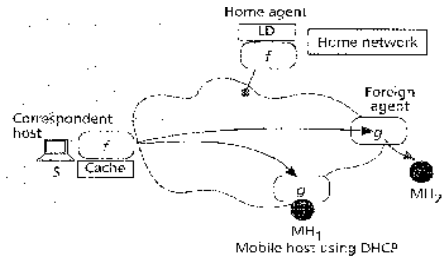 Home agent
LD
f
Home network
Foreign
agent
g
Correspondent
host
f
Cache
S
g
MH2
MH1
Mobile host using DHCP